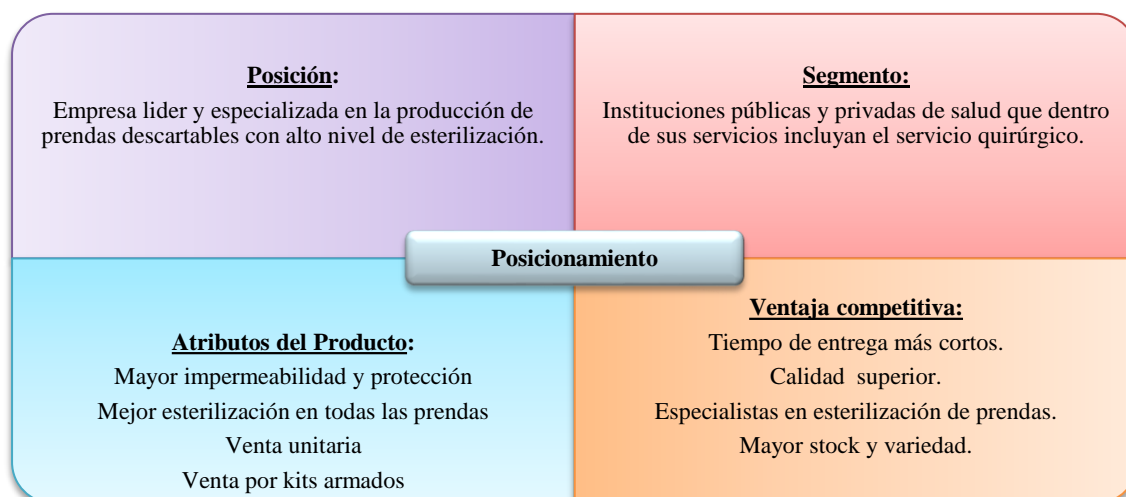 Posición:
Empresa lider y especializada en la producción de
prendas descartables con alto nivel de esterilización.
Segmento:
Instituciones públicas y privadas de salud que dentro
de sus servicios incluyan el servicio quirúrgico.
Posicionamiento
Atributos del Producto:
Mayor impermeabilidad y protección
Mejor esterilización en todas las prendas
Venta unitaria
Venta por kits armados
Ventaja competitiva:
Tiempo de entrega más cortos.
Calidad  superior.
Especialistas en esterilización de prendas.
Mayor stock y variedad.